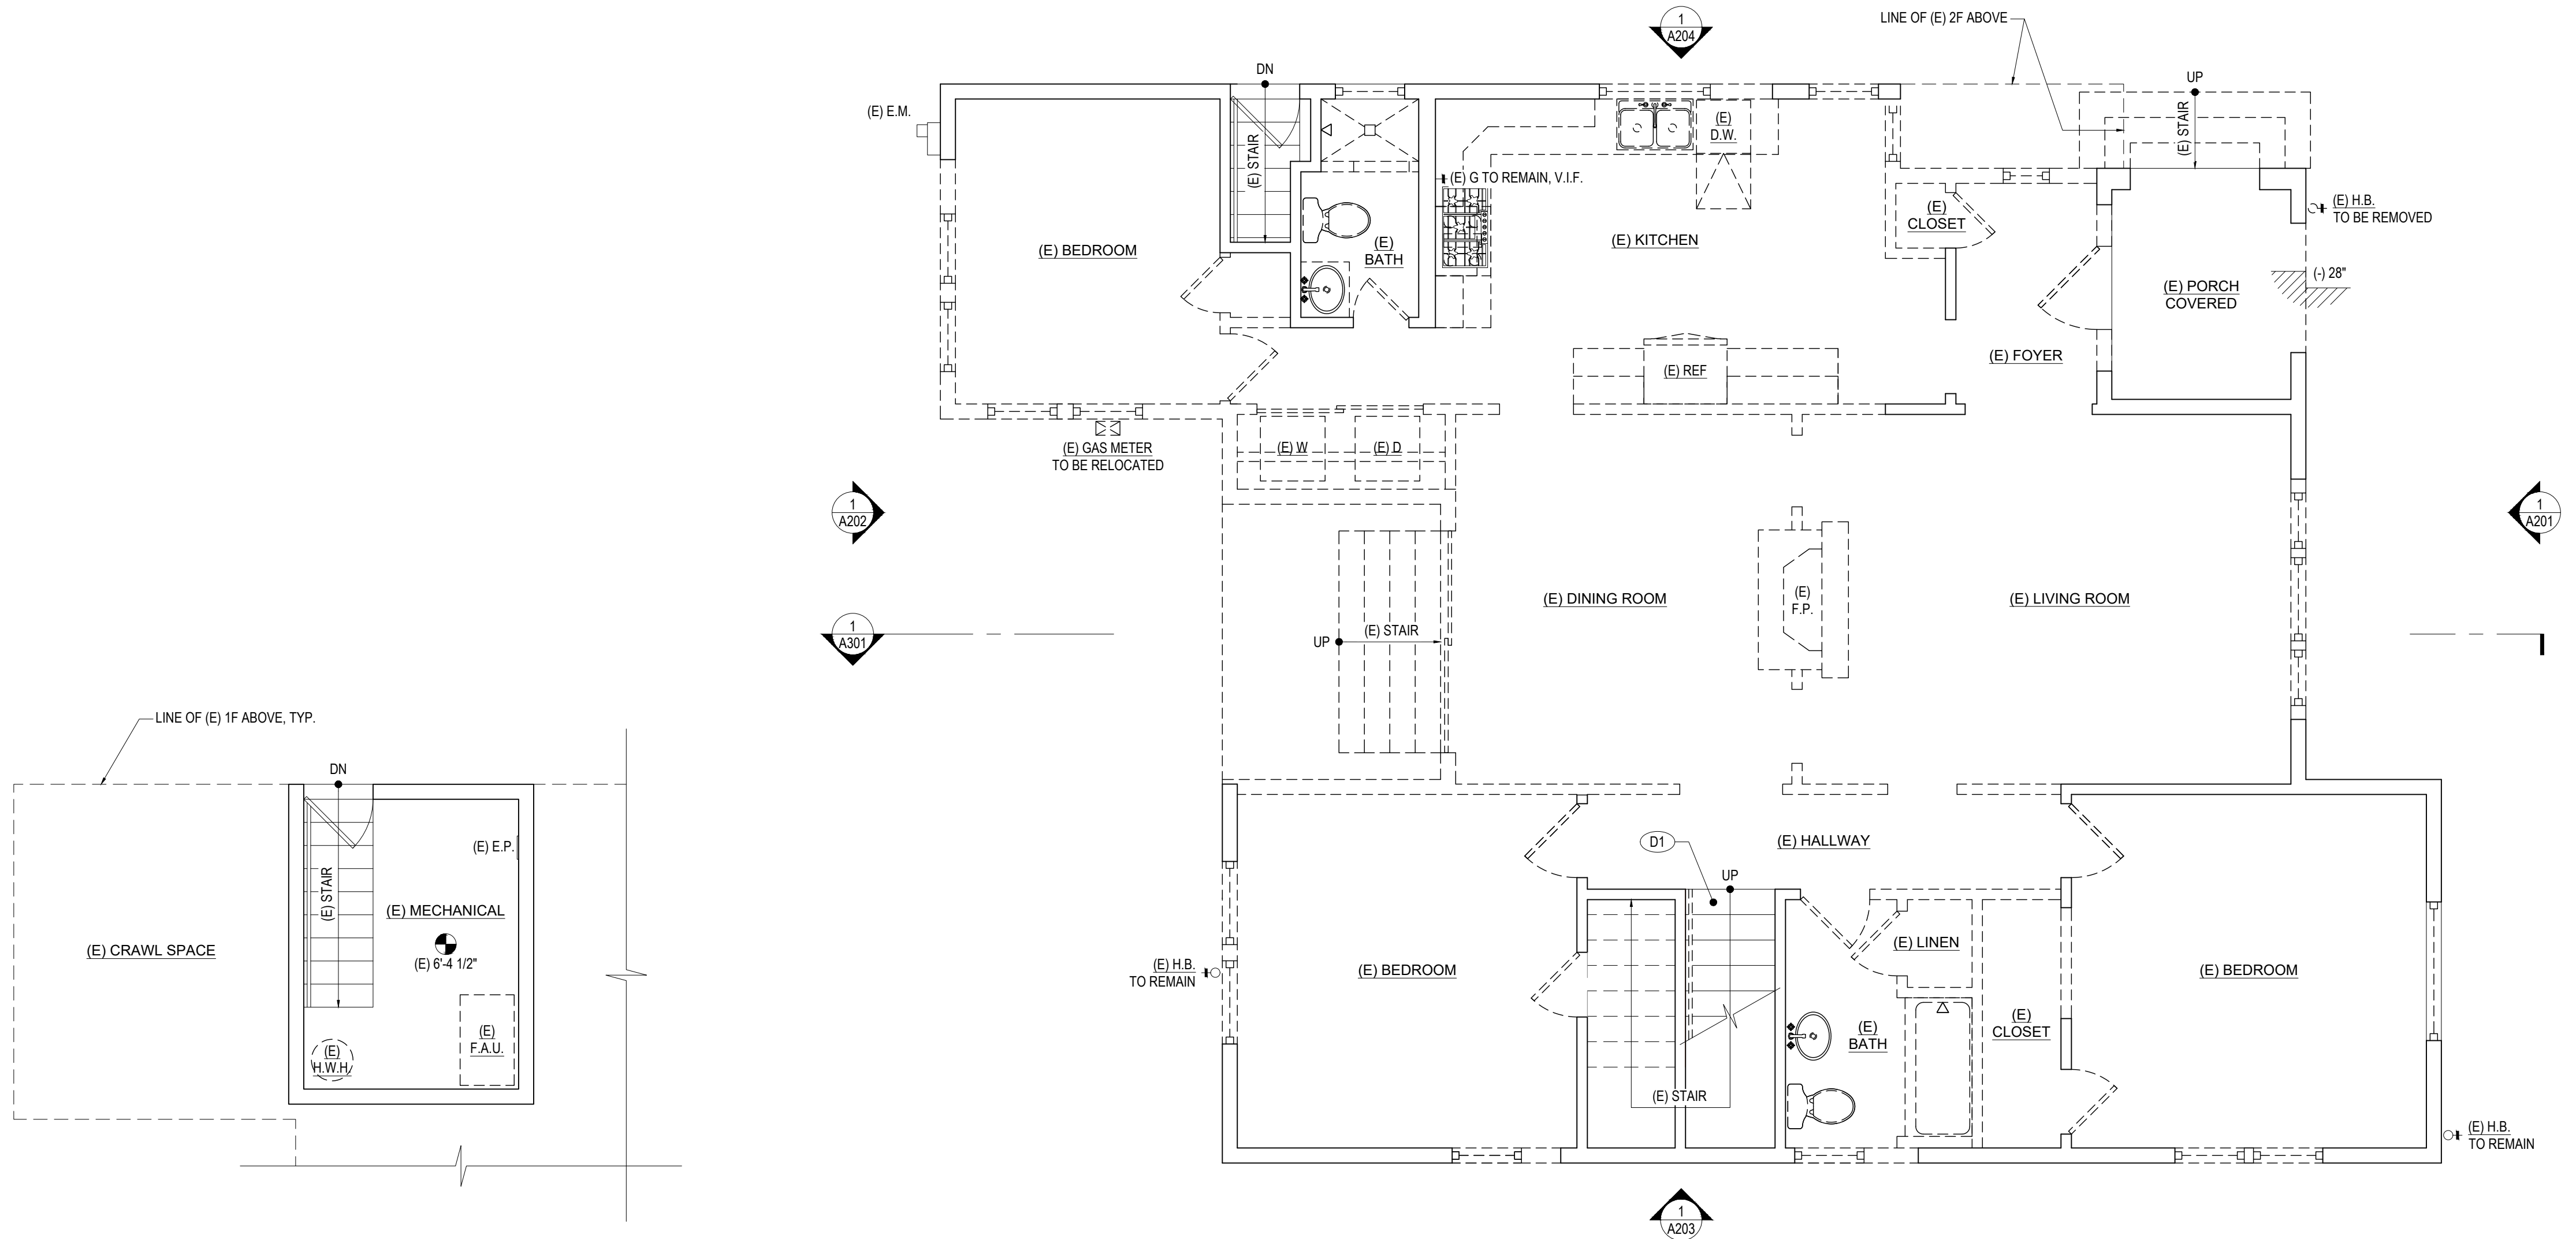 1
A204
LINE OF (E) 2F ABOVE
DN
UP
(E) E.M.
(E) STAIR
(E)
D.W.
(E) STAIR
(E) G TO REMAIN, V.I.F.
(E)
CLOSET
(E) H.B.
TO BE REMOVED
(E) BEDROOM
(E)
BATH
(E) KITCHEN
(-) 28"
(E) PORCH
COVERED
(E) FOYER
(E) REF
(E) GAS METER
TO BE RELOCATED
(E) W
(E) D
1
A202
1
A201
(E) DINING ROOM
(E)
F.P.
(E) LIVING ROOM
1
A301
UP
(E) STAIR
LINE OF (E) 1F ABOVE, TYP.
DN
(E) E.P.
(E) STAIR
(E) MECHANICAL
(E) CRAWL SPACE
(E) 6'-4 1/2"
(E)
F.A.U.
(E)
H.W.H.
D1
(E) HALLWAY
UP
(E) LINEN
(E) H.B.
TO REMAIN
(E) BEDROOM
(E) BEDROOM
(E)
BATH
(E)
CLOSET
(E) STAIR
(E) H.B.
TO REMAIN
1
A203